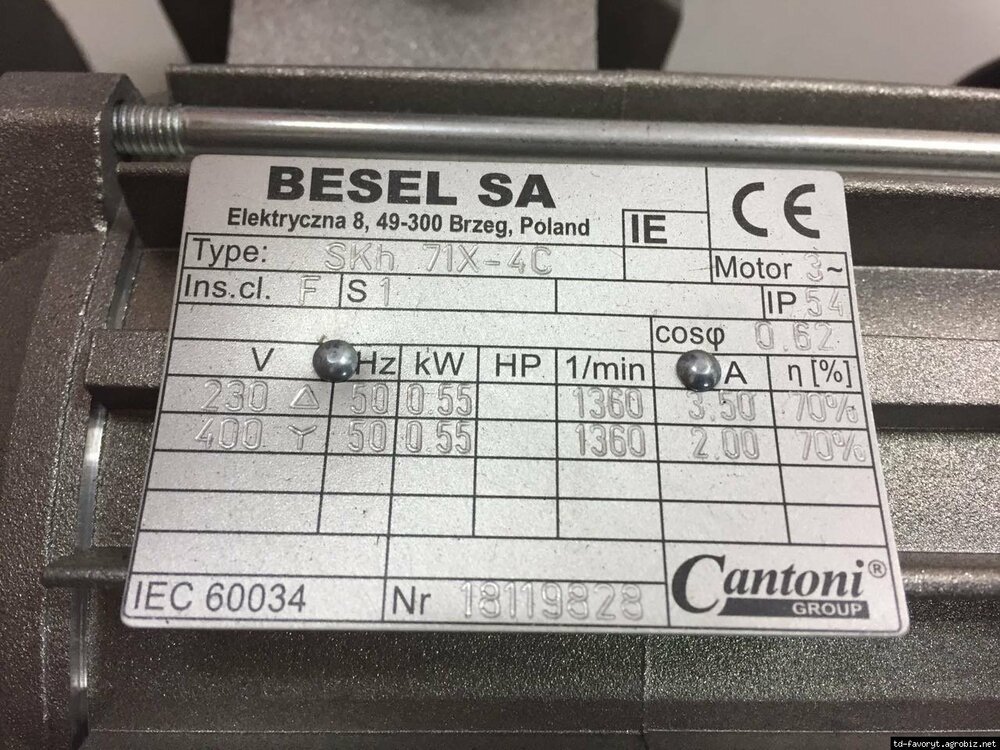 BESEL SA
Elektryczna 8, 49-300 Brzeg, Poland
IE
CE
Type: SKh 71X-4C
Motor 3~
Ins.cl. F S1
IP 54
cosφ 0.62
V Hz kW HP 1/min A η [%]
230 △ 50 0.55 1360 3.50 70%
400 Y 50 0.55 1360 2.00 70%
IEC 60034
Nr 18119828
Cantoni®
GROUP
td-favoryt.agrobiz.net